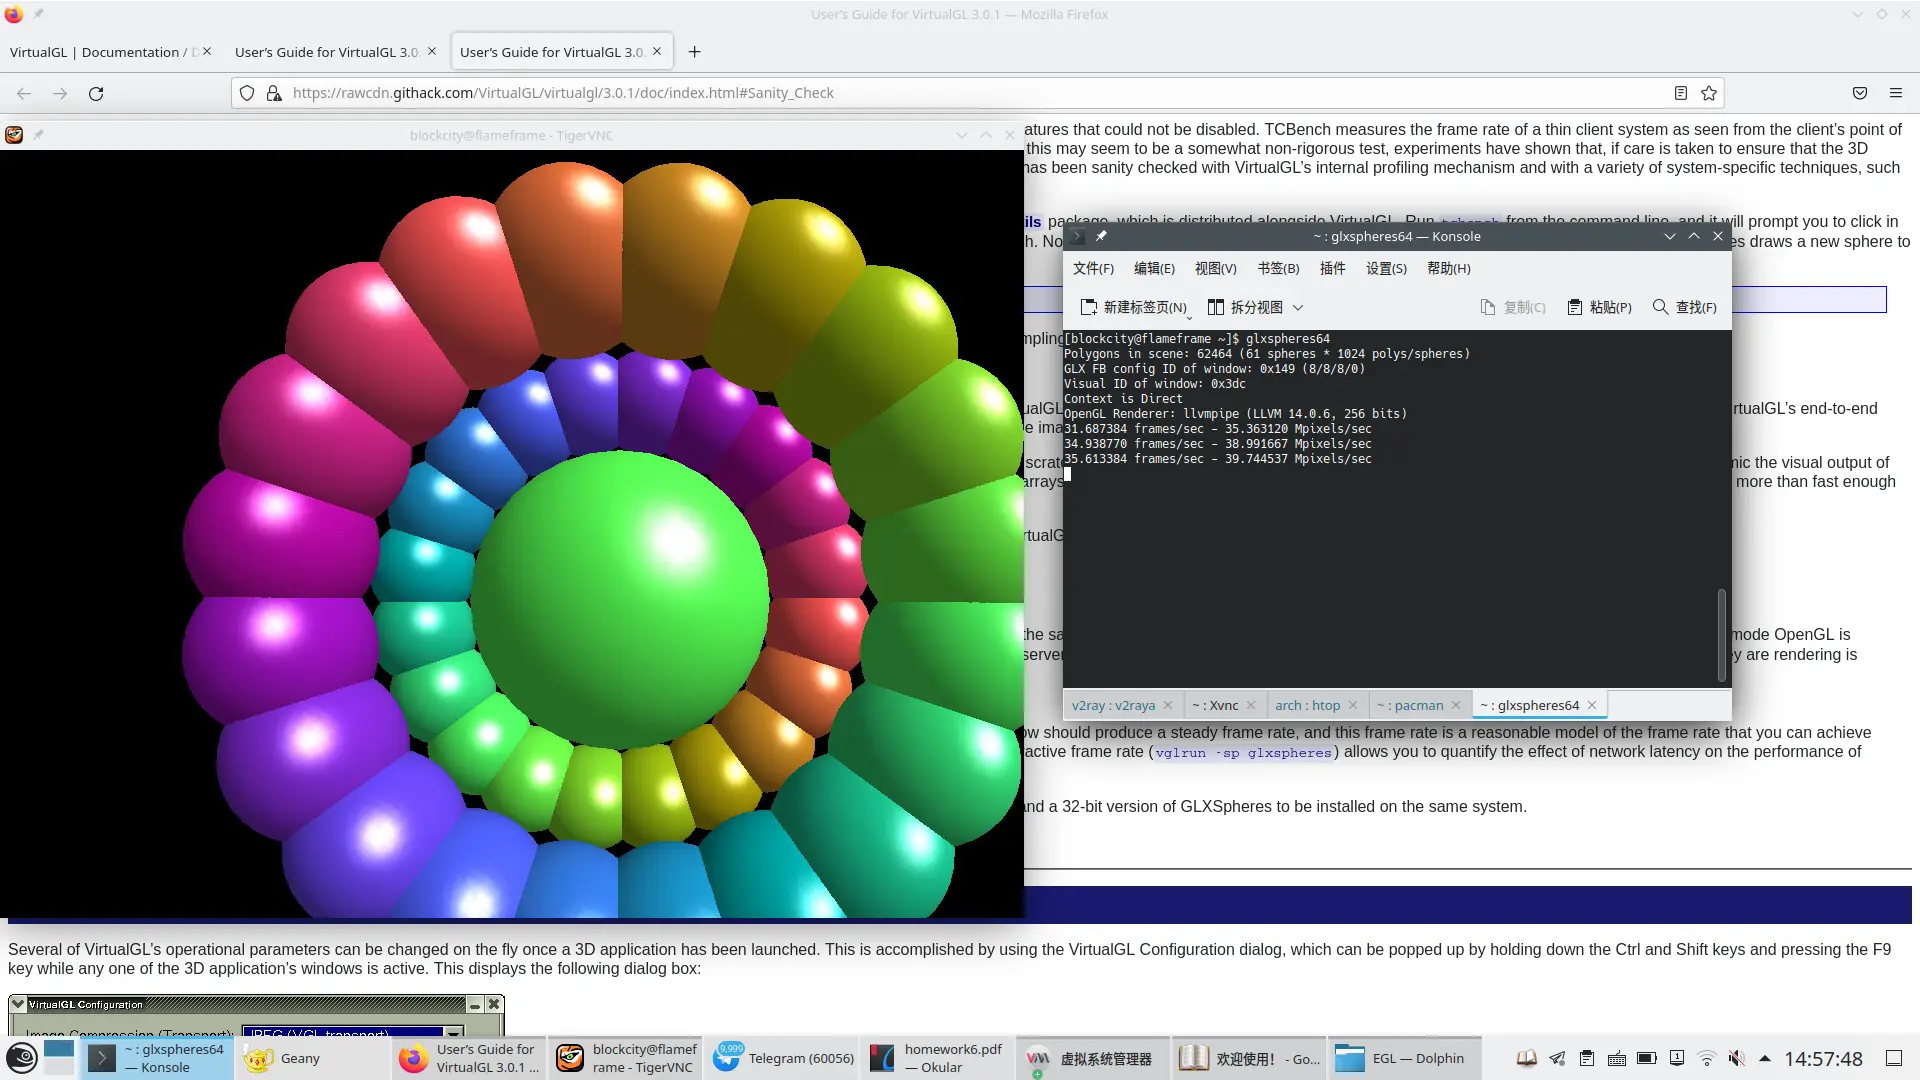 User's Guide for VirtualGL 3.0.1 — Mozilla Firefox
VirtualGL | Documentation /
User's Guide for VirtualGL 3.0.
User's Guide for VirtualGL 3.0.
https://rawcdn.githack.com/VirtualGL/virtualgl/3.0.1/doc/index.html#Sanity_Check
blockcity@flameframe - TigerVNC
atures that could not be disabled. TCBench measures the frame rate of a thin client system as seen from the client's point of
this may seem to be a somewhat non-rigorous test, experiments have shown that, if care is taken to ensure that the 3D
has been sanity checked with VirtualGL's internal profiling mechanism and with a variety of system-specific techniques, such
ils package, which is distributed alongside VirtualGL. Run tcbench from the command line, and it will prompt you to click in
h. No
es draws a new sphere to
~ : glxspheres64 — Konsole
文件(F) 编辑(E) 视图(V) 书签(B) 插件 设置(S) 帮助(H)
新建标签页(N) 拆分视图 复制(C) 粘贴(P) 查找(F)
mpling
[blockcity@flameframe ~]$ glxspheres64
Polygons in scene: 62464 (61 spheres * 1024 polys/spheres)
GLX FB config ID of window: 0x149 (8/8/8/0)
Visual ID of window: 0x3dc
Context is Direct
OpenGL Renderer: llvmpipe (LLVM 14.0.6, 256 bits)
31.687384 frames/sec - 35.363120 Mpixels/sec
34.938770 frames/sec - 38.991667 Mpixels/sec
35.613384 frames/sec - 39.744537 Mpixels/sec
ualGL
rtualGL's end-to-end
e ima
scrat
nic the visual output of
arrays
more than fast enough
rtualG
the sa
mode OpenGL is
server
ey are rendering is
v2ray : v2raya
~ : Xvnc
arch : htop
~ : pacman
~ : glxspheres64
ow should produce a steady frame rate, and this frame rate is a reasonable model of the frame rate that you can achieve
active frame rate (vglrun -sp glxspheres) allows you to quantify the effect of network latency on the performance of
and a 32-bit version of GLXSpheres to be installed on the same system.
Several of VirtualGL's operational parameters can be changed on the fly once a 3D application has been launched. This is accomplished by using the VirtualGL Configuration dialog, which can be popped up by holding down the Ctrl and Shift keys and pressing the F9
key while any one of the 3D application's windows is active. This displays the following dialog box:
VirtualGL Configuration
Image Compression (Transport): JPEG (VGL transport)
~ : glxspheres64
— Konsole
Geany
User's Guide for
VirtualGL 3.0.1 ...
blockcity@flamef
rame - TigerVNC
9,999
Telegram (60056)
homework6.pdf
— Okular
虚拟系统管理器
欢迎使用! - Go...
EGL — Dolphin
1
14:57:48